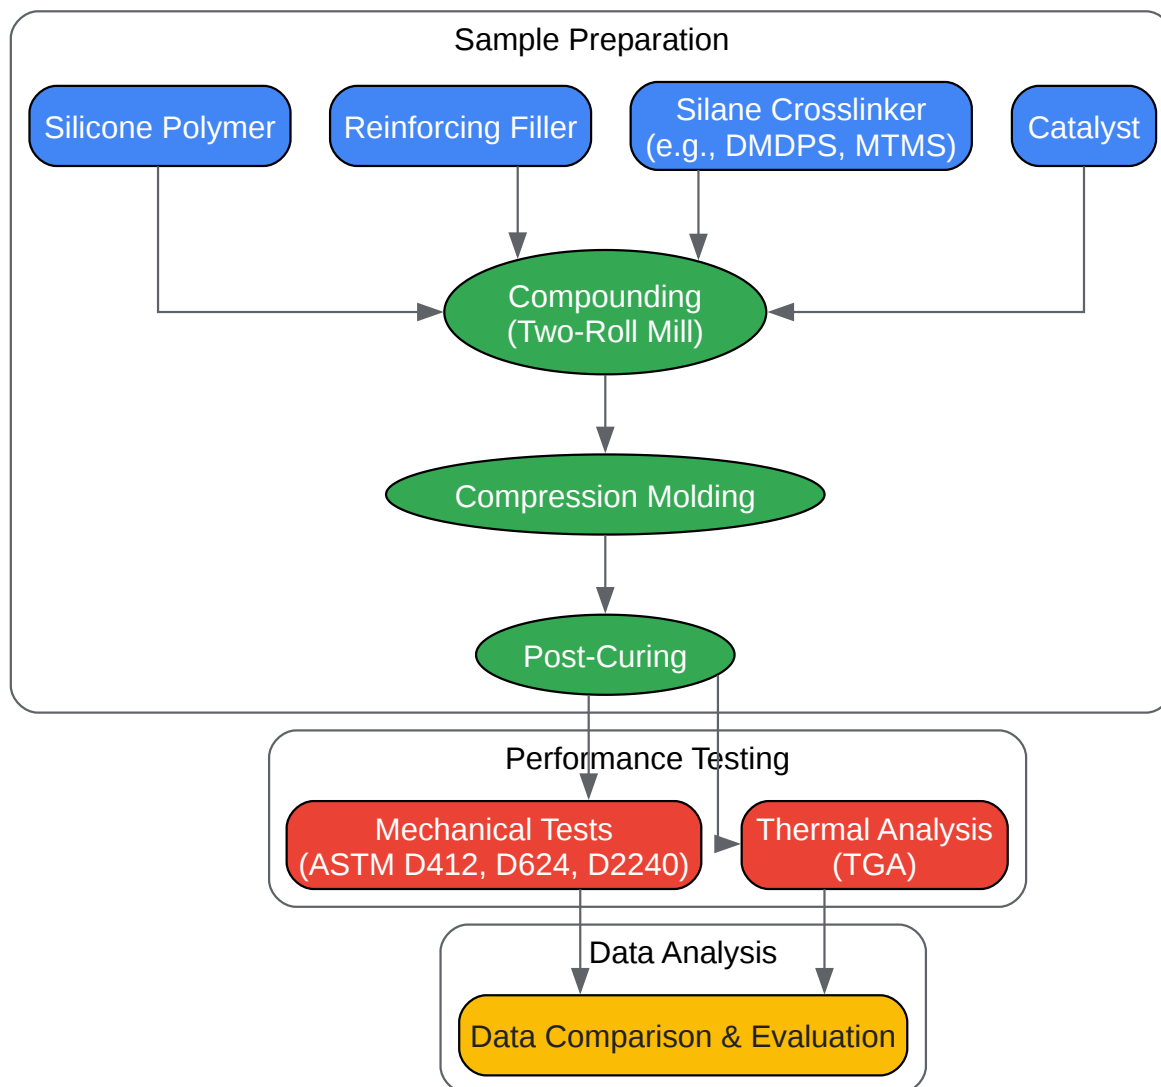 Sample Preparation
Silicone Polymer
Reinforcing Filler
Silane Crosslinker
(e.g., DMDPS, MTMS)
Catalyst
Compounding
(Two-Roll Mill)
Compression Molding
Post-Curing
Performance Testing
Mechanical Tests
(ASTM D412, D624, D2240)
Thermal Analysis
(TGA)
Data Analysis
Data Comparison & Evaluation